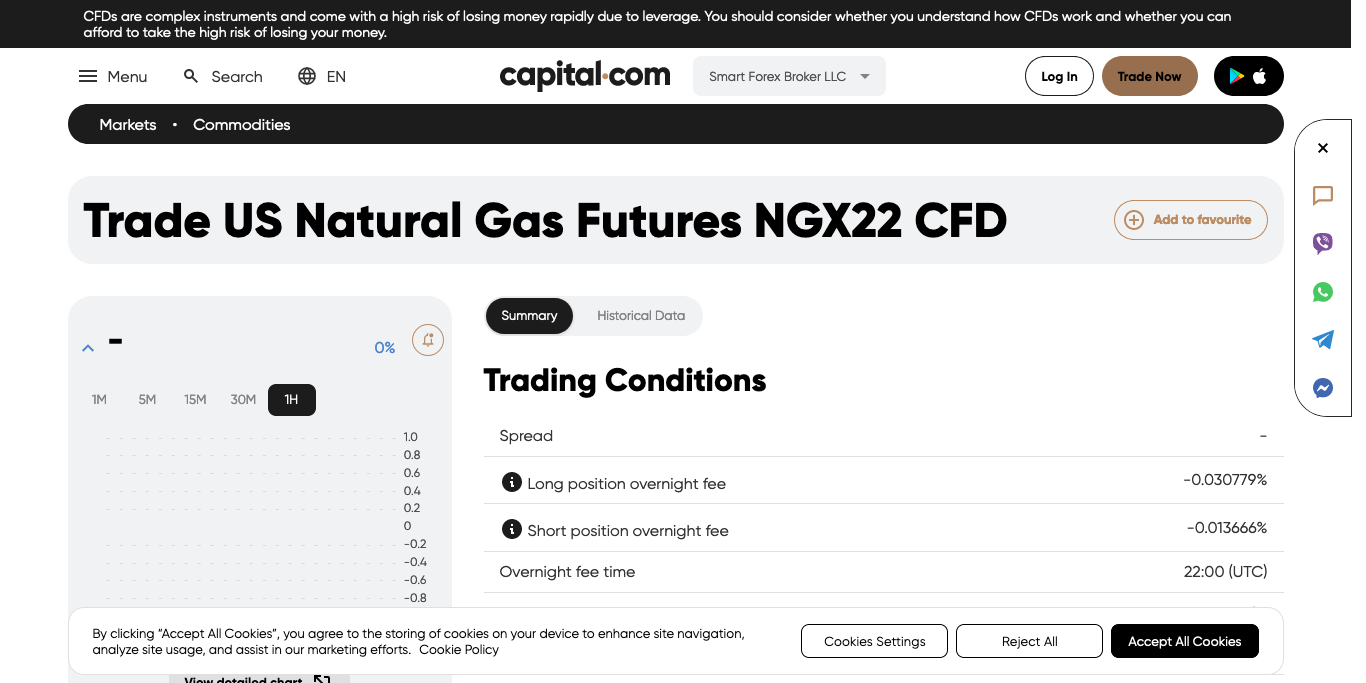 CFDs are complex instruments and come with a high risk of losing money rapidly due to leverage. You should consider whether you understand how CFDs work and whether you can
afford to take the high risk of losing your money.
Menu Search EN capital.com Smart Forex Broker LLC Log In Trade Now
Markets • Commodities
Trade US Natural Gas Futures NGX22 CFD
Add to favourite
Summary Historical Data
-
0%
Trading Conditions
1M 5M 15M 30M 1H
Spread -
Long position overnight fee -0.030779%
Short position overnight fee -0.013666%
Overnight fee time 22:00 (UTC)
1.0
0.8
0.6
0.4
0.2
0
-0.2
-0.4
-0.6
-0.8
By clicking “Accept All Cookies”, you agree to the storing of cookies on your device to enhance site navigation,
analyze site usage, and assist in our marketing efforts. Cookie Policy
Cookies Settings Reject All Accept All Cookies
View detailed chart